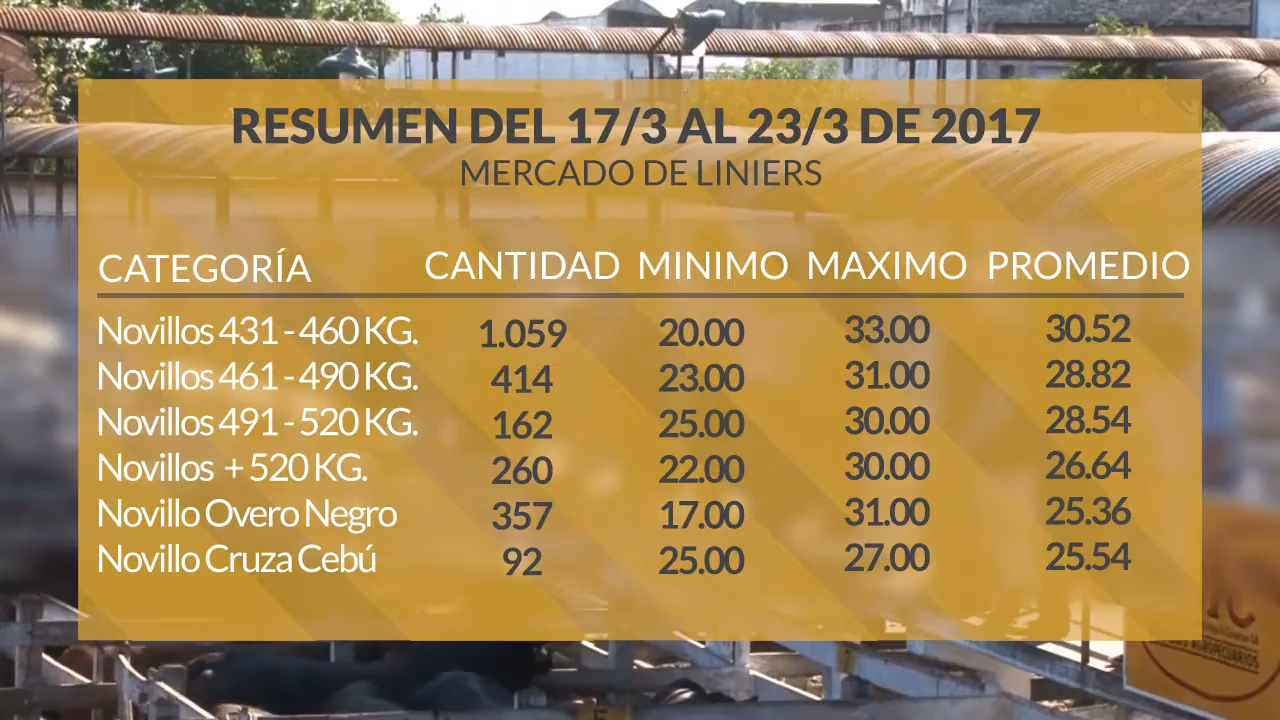 RESUMEN DEL 17/3 AL 23/3 DE 2017
MERCADO DE LINIERS
CATEGORÍA CANTIDAD MINIMO MAXIMO PROMEDIO
Novillos 431 - 460 KG. 1.059 20.00 33.00 30.52
Novillos 461 - 490 KG. 414 23.00 31.00 28.82
Novillos 491 - 520 KG. 162 25.00 30.00 28.54
Novillos + 520 KG. 260 22.00 30.00 26.64
Novillo Overo Negro 357 17.00 31.00 25.36
Novillo Cruza Cebú 92 25.00 27.00 25.54
AGROPECUARIOS